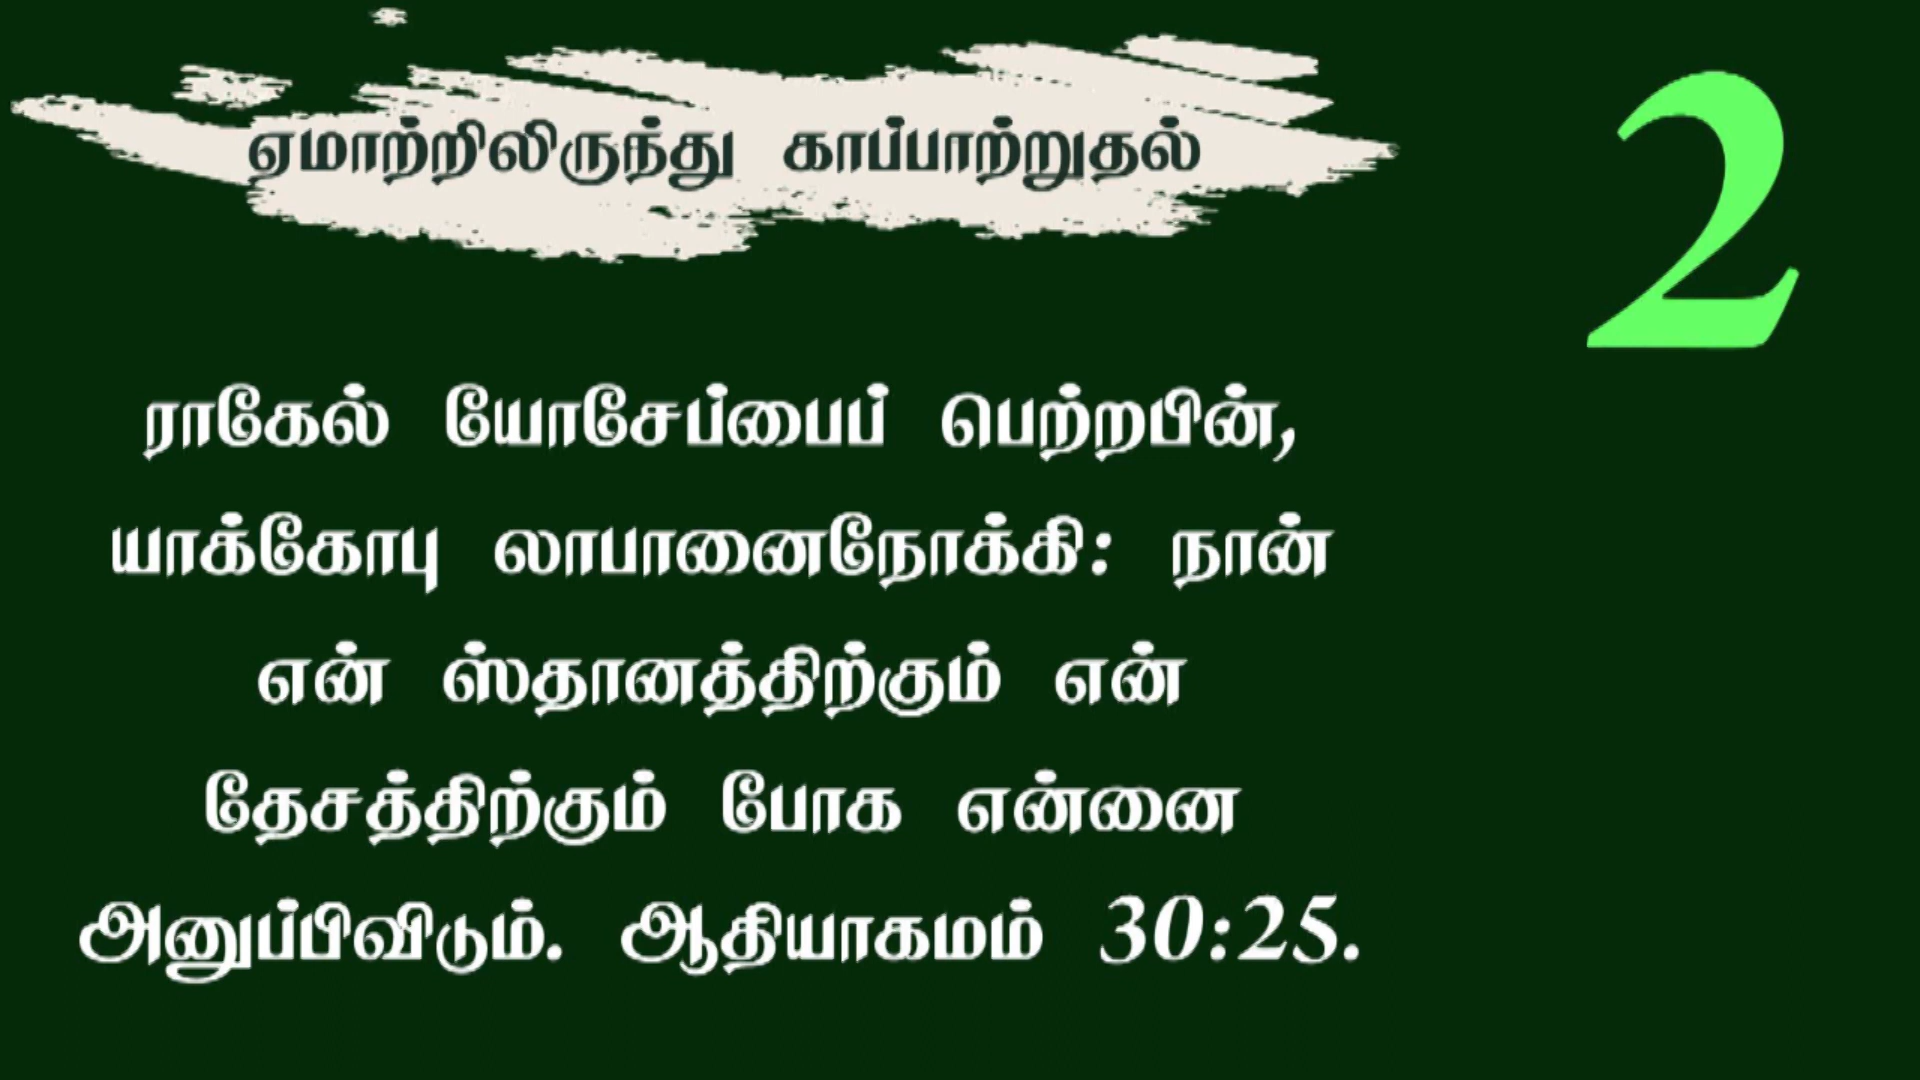 ஏமாற்றிலிருந்து காப்பாற்றுதல்
2
ராகேல் யோசேப்பைப் பெற்றபின்,
யாக்கோபு லாபானைநோக்கி: நான்
என் ஸ்தானத்திற்கும் என்
தேசத்திற்கும் போக என்னை
அனுப்பிவிடும். ஆதியாகமம் 30:25.